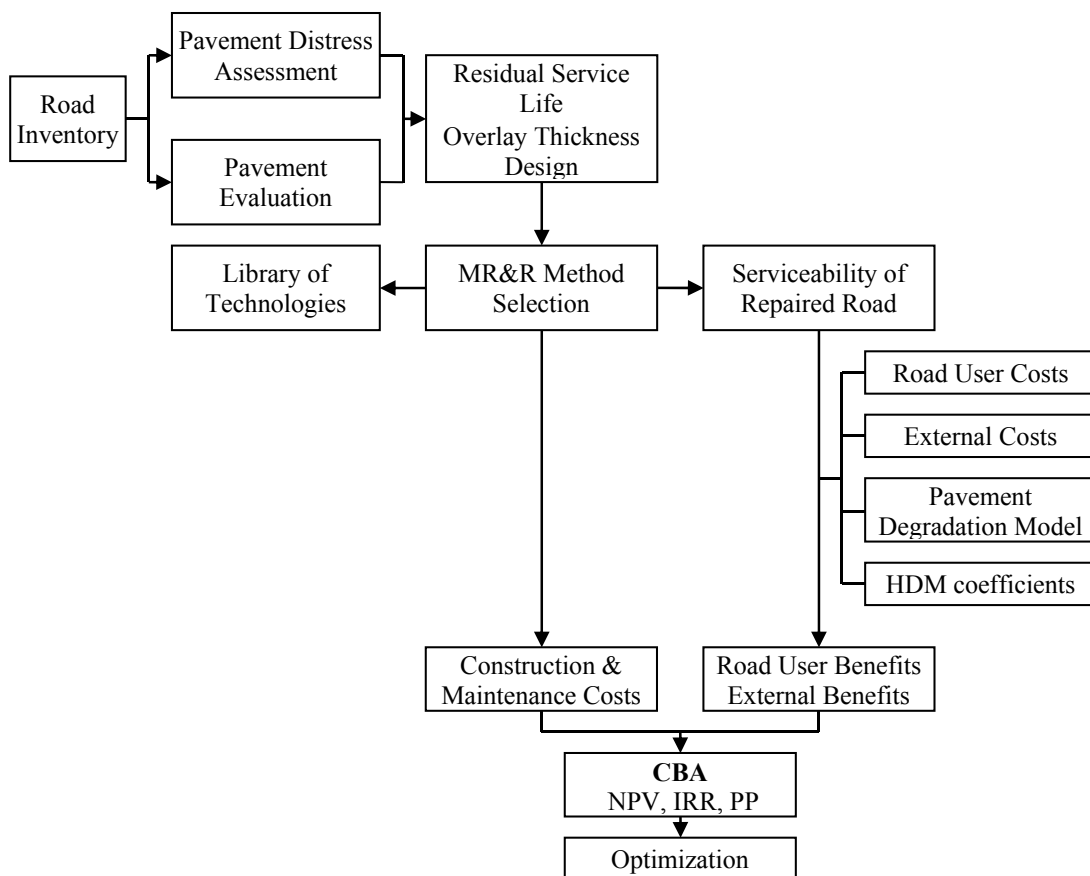 Pavement Distress
Assessment
Road
Inventory
Pavement
Evaluation
Residual Service
Life
Overlay Thickness
Design
Library of
Technologies
MR&R Method
Selection
Serviceability of
Repaired Road
Road User Costs
External Costs
Pavement
Degradation Model
HDM coefficients
Construction &
Maintenance Costs
Road User Benefits
External Benefits
CBA
NPV, IRR, PP
Optimization